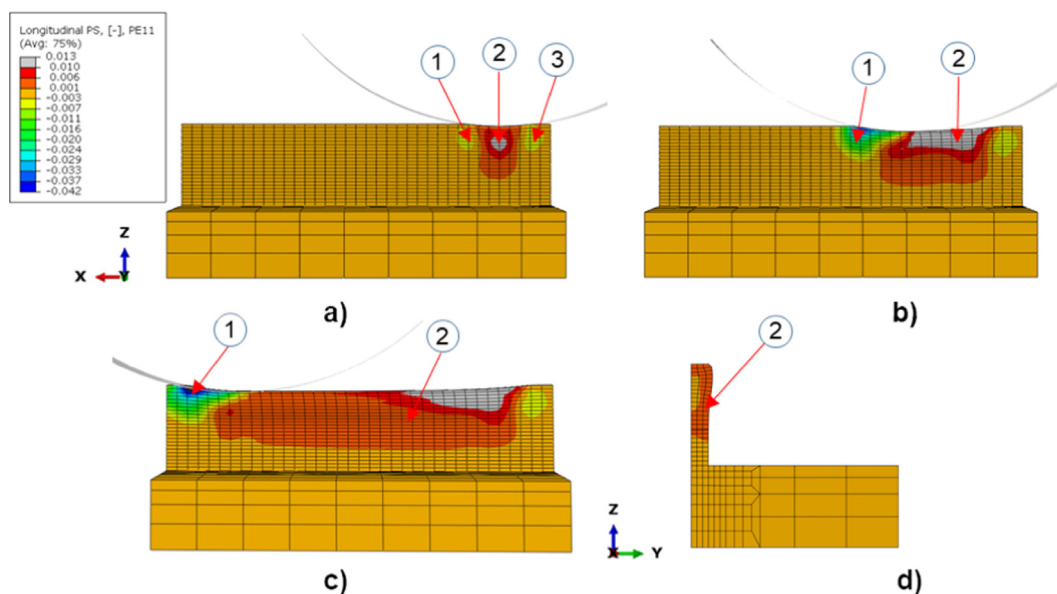 Longitudinal PS, [-], PE11
(Avg: 75%)
0.013
0.010
0.006
0.001
-0.003
-0.007
-0.011
-0.016
-0.020
-0.024
-0.029
-0.033
-0.037
-0.042
1 2 3
1 2
Z
X Y
a)
b)
1 2
2
Z
X Y
c)
d)